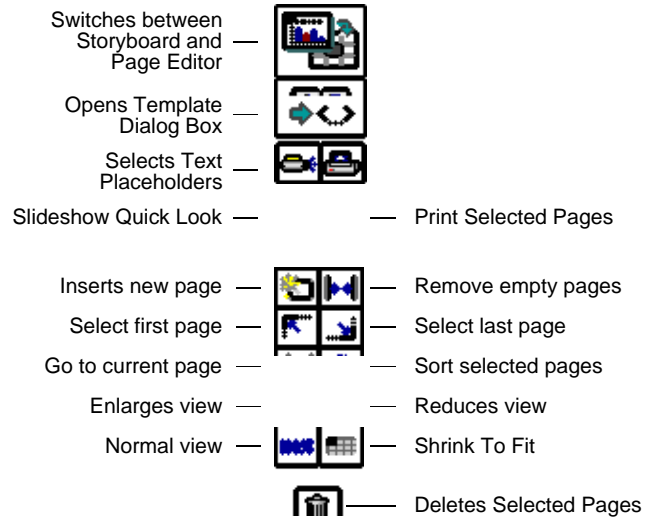 Switches between
Storyboard and
Page Editor
Opens Template
Dialog Box
Selects Text
Placeholders
Slideshow Quick Look
Print Selected Pages
Inserts new page
Remove empty pages
Select first page
Select last page
Go to current page
Sort selected pages
Enlarges view
Reduces view
Normal view
Shrink To Fit
Deletes Selected Pages